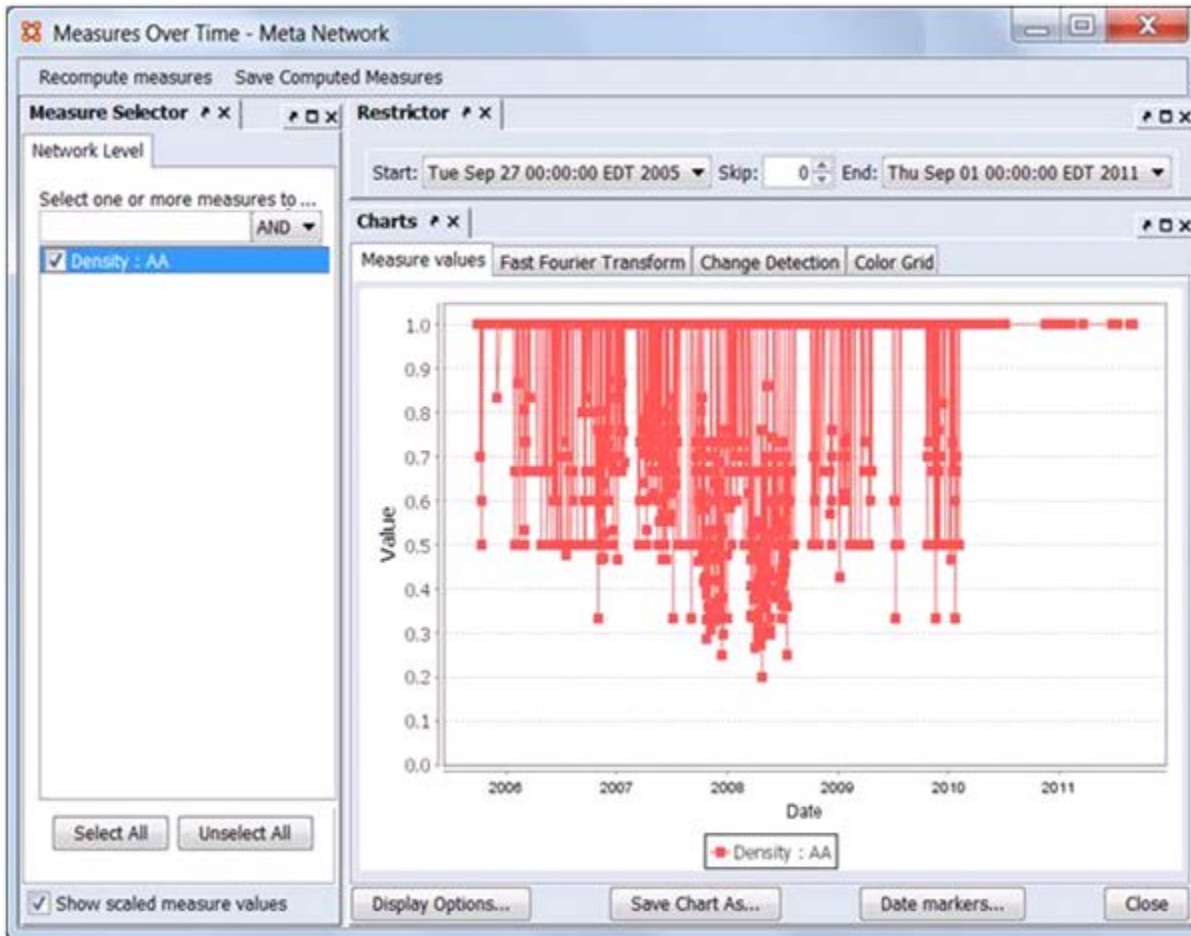 Measures Over Time - Meta Network
Recompute measures Save Computed Measures
Measure Selector
Network Level
Select one or more measures to ...
AND
Density : AA
Select All Unselect All
Show scaled measure values
Restrictor
Start: Tue Sep 27 00:00:00 EDT 2005 Skip: 0 End: Thu Sep 01 00:00:00 EDT 2011
Charts
Measure values Fast Fourier Transform Change Detection Color Grid
1.0
0.9
0.8
0.7
0.6
0.5
0.4
0.3
0.2
0.1
0.0
Value
2006 2007 2008 2009 2010 2011
Date
Density : AA
Display Options... Save Chart As... Date markers... Close